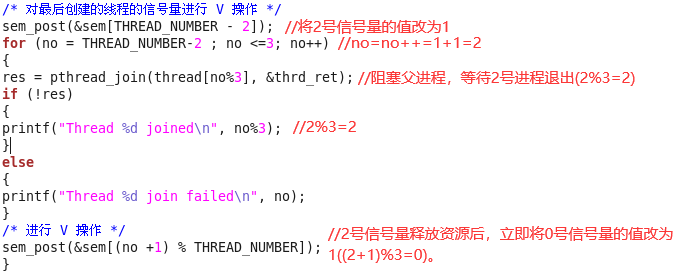 /* 对最后创建的线程的信号量进行 V 操作 */
sem_post(&sem[THREAD_NUMBER - 2]); //将2号信号量的值改为1
for (no = THREAD_NUMBER-2 ; no <=3; no++) //no=no++=1+1=2
{
res = pthread_join(thread[no%3], &thrd_ret); //阻塞父进程，等待2号进程退出(2%3=2)
if (!res)
{
printf("Thread %d joined\n", no%3); //2%3=2
}
else
{
printf("Thread %d join failed\n", no);
}
/* 进行 V 操作 */
sem_post(&sem[(no +1) % THREAD_NUMBER]); //2号信号量释放资源后，立即将0号信号量的值改为
1((2+1)%3=0)。
}